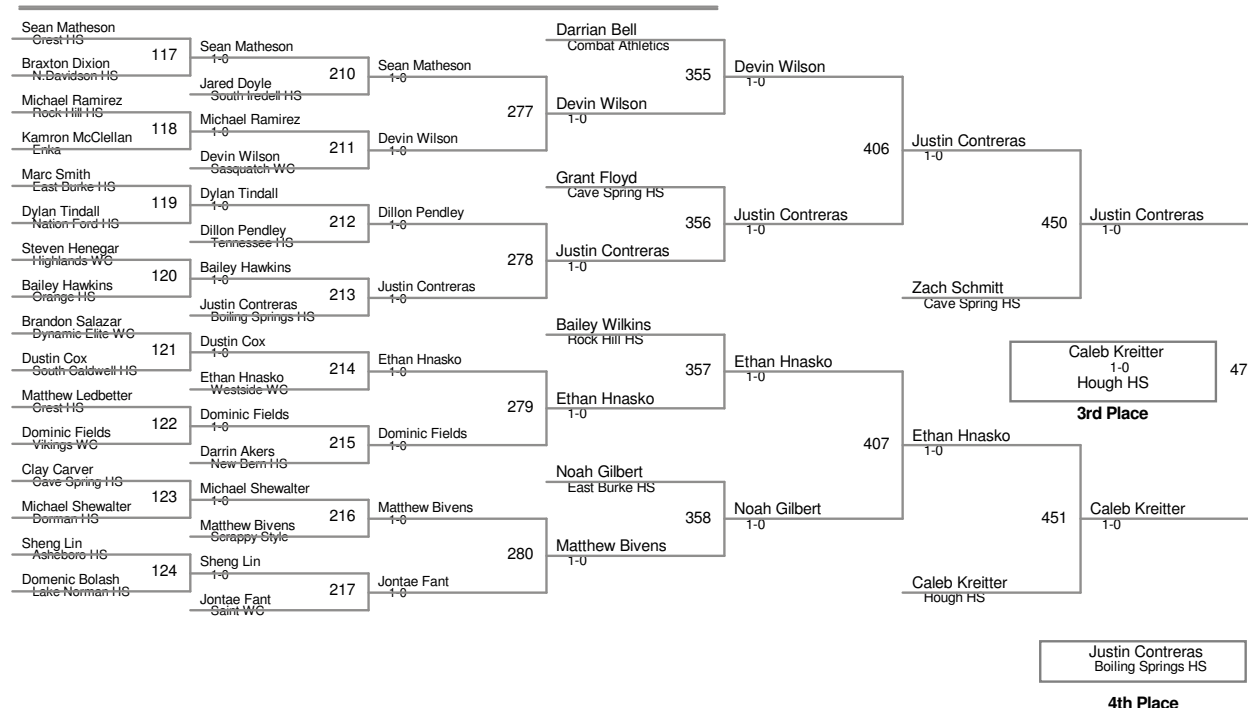 Sean Matheson
Crest HS
117
Braxton Dixion
N.Davidson HS
Michael Ramirez
Rock Hill HS
118
Kamron McClellan
Enka
Marc Smith
East Burke HS
119
Dylan Tindall
Nation Ford HS
Steven Henegar
Highlands WC
120
Bailey Hawkins
Orange HS
Brandon Salazar
Dynamic Elite WC
121
Dustin Cox
South Caldwell HS
Matthew Ledbetter
Crest HS
122
Dominic Fields
Vikings WC
Clay Carver
Cave Spring HS
123
Michael Shewalter
Dorman HS
Sheng Lin
Asheboro HS
124
Domenic Bolash
Lake Norman HS
Sean Matheson
1-0
210
Jared Doyle
South Iredell HS
Michael Ramirez
1-0
211
Devin Wilson
Sasquatch WC
Dylan Tindall
1-0
212
Dillon Pendley
Tennessee HS
Bailey Hawkins
1-0
213
Justin Contreras
Boiling Springs HS
Dustin Cox
1-0
214
Ethan Hnasko
Westside WC
Dominic Fields
1-0
215
Darrin Akers
New Bern HS
Michael Shewalter
1-0
216
Matthew Bivens
Scrappy Style
Sheng Lin
1-0
217
Jontae Fant
Saint WC
Sean Matheson
1-0
277
Devin Wilson
1-0
Dillon Pendley
1-0
278
Justin Contreras
1-0
Ethan Hnasko
1-0
279
Dominic Fields
1-0
Matthew Bivens
1-0
280
Jontae Fant
1-0
Darrian Bell
Combat Athletics
355
Devin Wilson
1-0
Grant Floyd
Cave Spring HS
356
Justin Contreras
1-0
Bailey Wilkins
Rock Hill HS
357
Ethan Hnasko
1-0
Noah Gilbert
East Burke HS
358
Matthew Bivens
1-0
Devin Wilson
1-0
406
Justin Contreras
1-0
Ethan Hnasko
1-0
407
Noah Gilbert
1-0
Justin Contreras
1-0
450
Zach Schmitt
Cave Spring HS
Ethan Hnasko
1-0
451
Caleb Kreitter
Hough HS
Justin Contreras
1-0
Caleb Kreitter
1-0
Hough HS
47
3rd Place
Caleb Kreitter
1-0
Justin Contreras
Boiling Springs HS
4th Place